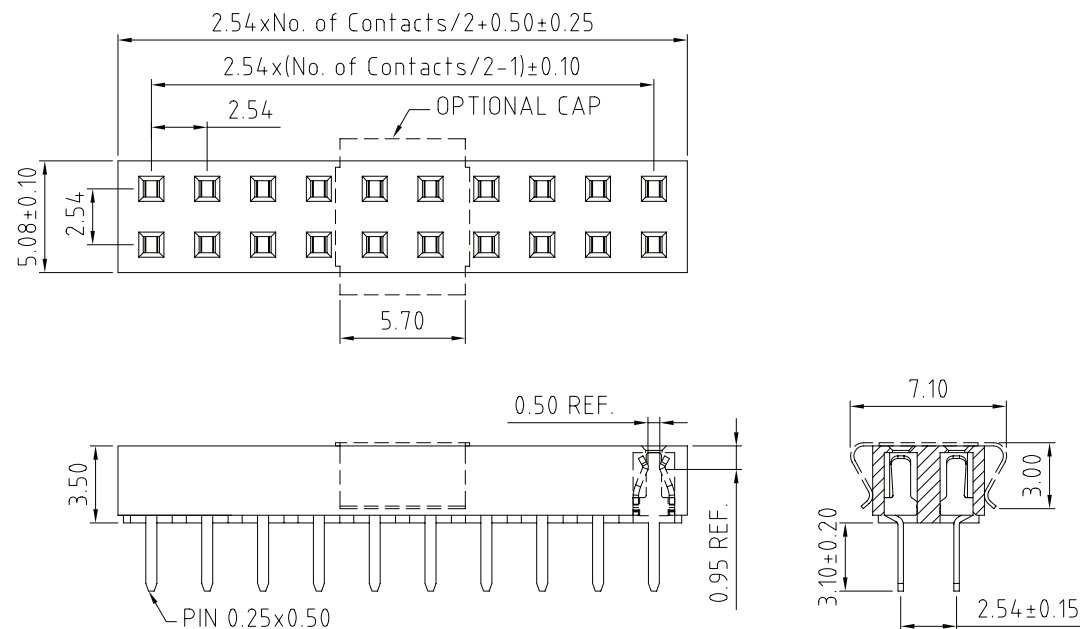 2.54xNo. of Contacts/2+0.50±0.25
2.54x(No. of Contacts/2-1)±0.10
2.54
OPTIONAL CAP
5.08±0.10
2.54
5.70
0.50 REF.
7.10
3.50
0.95 REF.
3.00
3.10±0.20
PIN 0.25x0.50
2.54±0.15